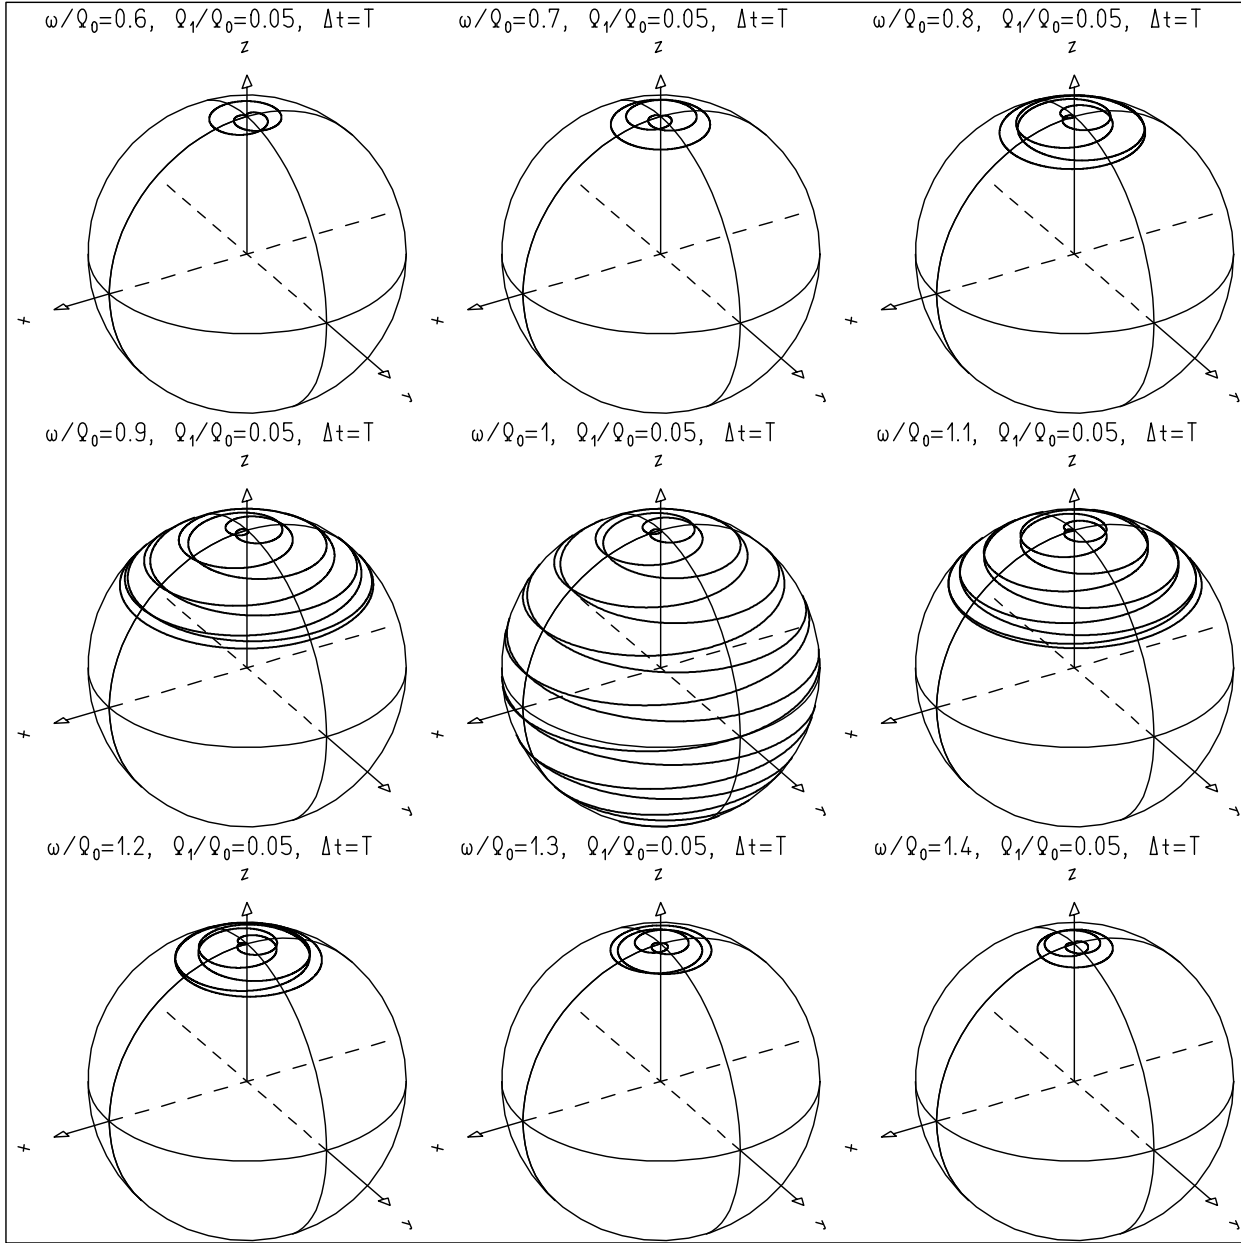 ω/Ω₀=0.6, Ω₁/Ω₀=0.05, Δt=T
z
x
y
ω/Ω₀=0.7, Ω₁/Ω₀=0.05, Δt=T
z
x
y
ω/Ω₀=0.8, Ω₁/Ω₀=0.05, Δt=T
z
x
y
ω/Ω₀=0.9, Ω₁/Ω₀=0.05, Δt=T
z
x
y
ω/Ω₀=1, Ω₁/Ω₀=0.05, Δt=T
z
x
y
ω/Ω₀=1.1, Ω₁/Ω₀=0.05, Δt=T
z
x
y
ω/Ω₀=1.2, Ω₁/Ω₀=0.05, Δt=T
z
x
y
ω/Ω₀=1.3, Ω₁/Ω₀=0.05, Δt=T
z
x
y
ω/Ω₀=1.4, Ω₁/Ω₀=0.05, Δt=T
z
x
y